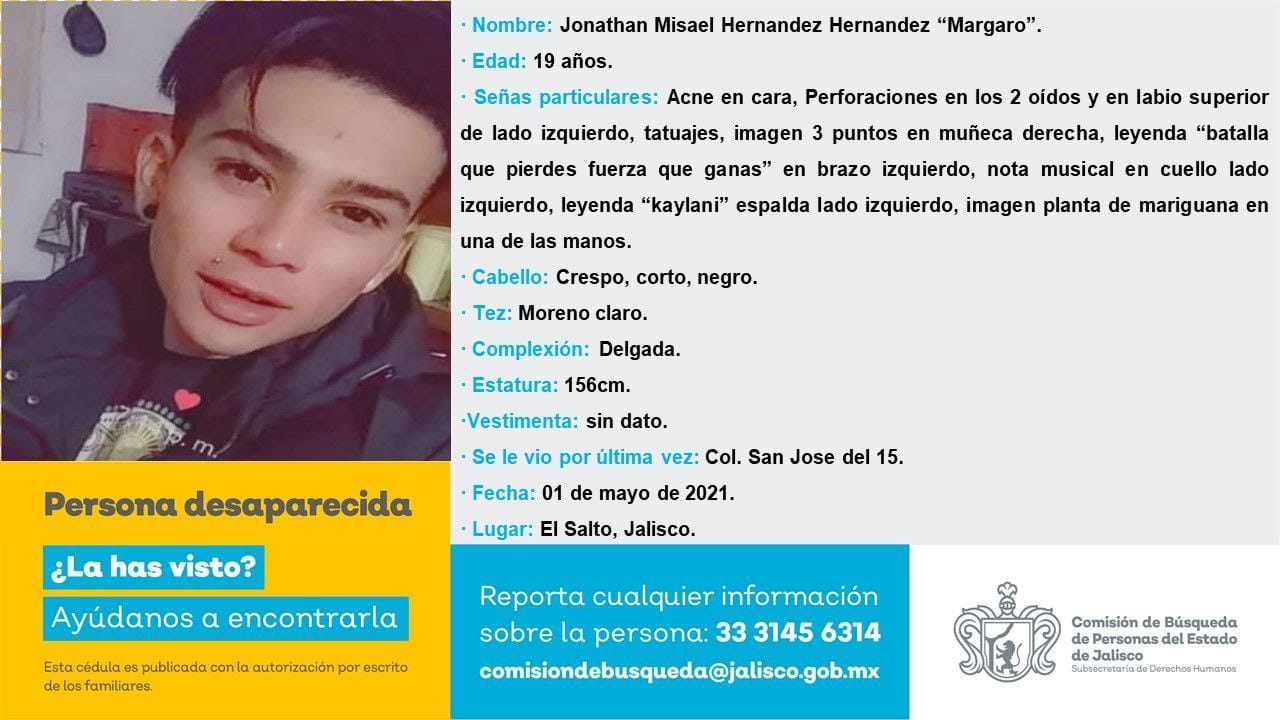 · Nombre: Jonathan Misael Hernandez Hernandez “Margaro”.
· Edad: 19 años.
· Señas particulares: Acne en cara, Perforaciones en los 2 oídos y en labio superior
de lado izquierdo, tatuajes, imagen 3 puntos en muñeca derecha, leyenda “batalla
que pierdes fuerza que ganas” en brazo izquierdo, nota musical en cuello lado
izquierdo, leyenda “kaylani” espalda lado izquierdo, imagen planta de mariguana en
una de las manos.
· Cabello: Crespo, corto, negro.
· Tez: Moreno claro.
· Complexión: Delgada.
· Estatura: 156cm.
·Vestimenta: sin dato.
· Se le vio por última vez: Col. San Jose del 15.
· Fecha: 01 de mayo de 2021.
· Lugar: El Salto, Jalisco.
p. m.
Persona desaparecida
¿La has visto?
Ayúdanos a encontrarla
Esta cédula es publicada con la autorización por escrito
de los familiares.
Reporta cualquier información
sobre la persona: 33 3145 6314
comisiondebusqueda@jalisco.gob.mx
Comisión de Búsqueda
de Personas del Estado
de Jalisco
Subsecretaría de Derechos Humanos